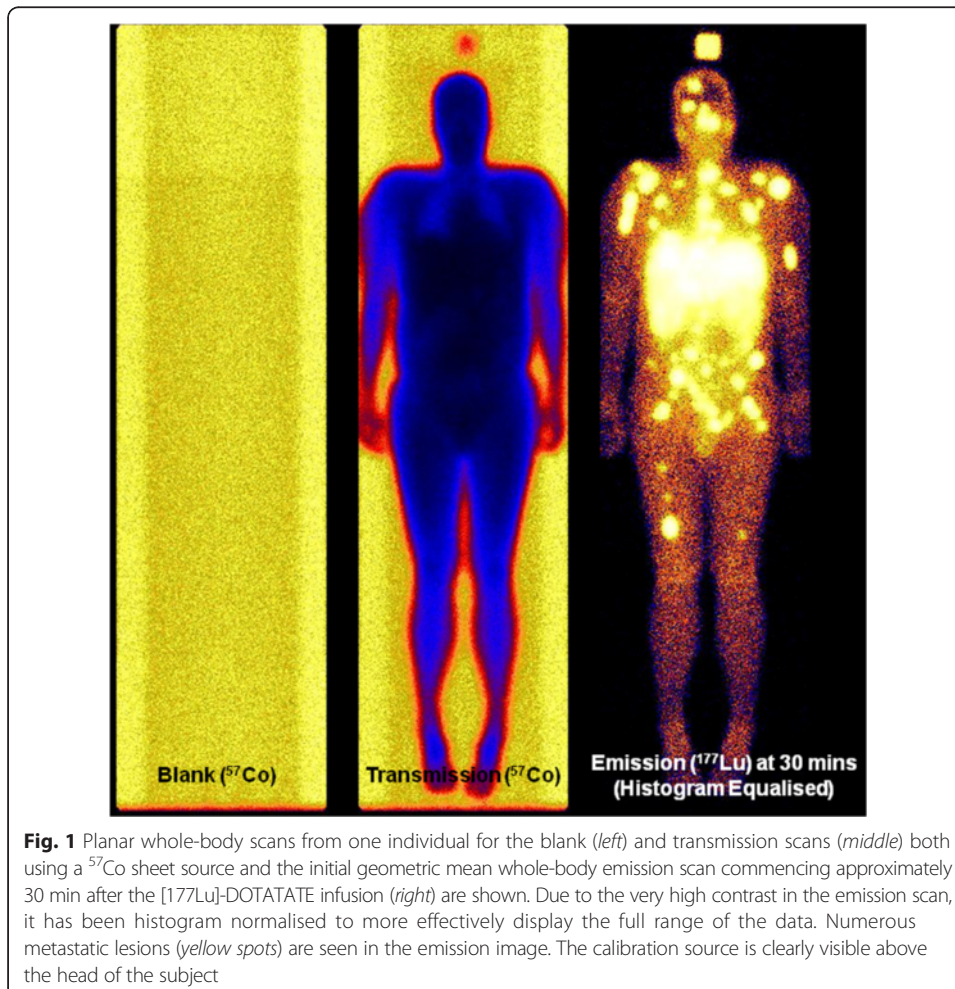 Blank (⁵⁷Co)
Transmission (⁵⁷Co)
Emission (¹⁷⁷Lu) at 30 mins
(Histogram Equalised)
Fig. 1 Planar whole-body scans from one individual for the blank (left) and transmission scans (middle) both
using a ⁵⁷Co sheet source and the initial geometric mean whole-body emission scan commencing approximately
30 min after the [177Lu]-DOTATATE infusion (right) are shown. Due to the very high contrast in the emission scan,
it has been histogram normalised to more effectively display the full range of the data. Numerous
metastatic lesions (yellow spots) are seen in the emission image. The calibration source is clearly visible above
the head of the subject